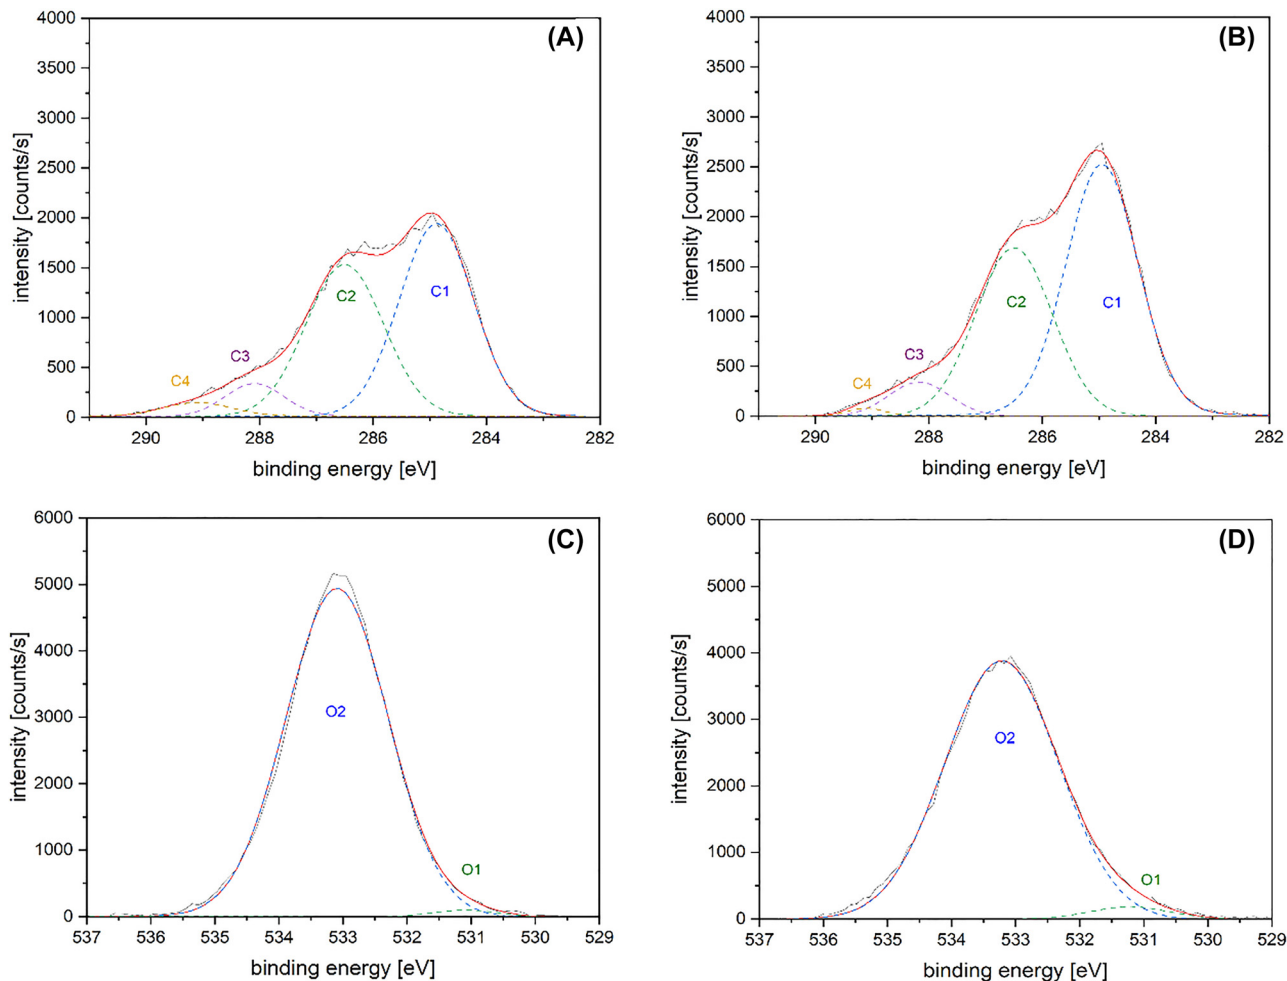 4000
3500
3000
2500
2000
1500
1000
500
0
intensity [counts/s]
(A)
C4
C3
C2
C1
290
288
286
284
282
binding energy [eV]
4000
3500
3000
2500
2000
1500
1000
500
0
intensity [counts/s]
(B)
C4
C3
C2
C1
290
288
286
284
282
binding energy [eV]
6000
5000
4000
3000
2000
1000
0
intensity [counts/s]
(C)
O2
O1
537
536
535
534
533
532
531
530
529
binding energy [eV]
6000
5000
4000
3000
2000
1000
0
intensity [counts/s]
(D)
O2
O1
537
536
535
534
533
532
531
530
529
binding energy [eV]